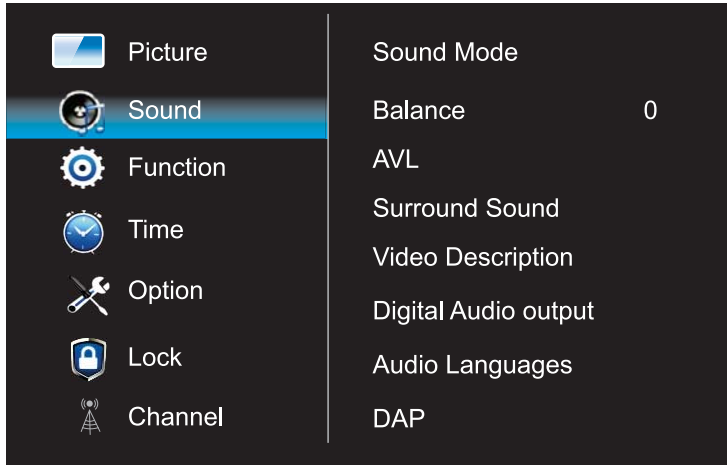 Picture
Sound
Function
Time
Option
Lock
Channel
Sound Mode
Balance 0
AVL
Surround Sound
Video Description
Digital Audio output
Audio Languages
DAP